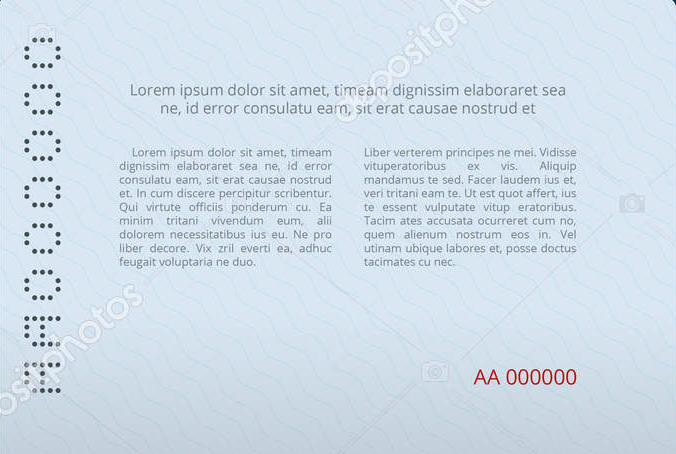 Lorem ipsum dolor sit amet, timeam dignissim elaboraret sea
ne, id error consulatu eam, sit erat causae nostrud et
Lorem ipsum dolor sit amet, timeam
dignissim elaboraret sea ne, id error
consulatu eam, sit erat causae nostrud
et. In cum discere percipitur scribentur.
Qui virtute officiis ponderum cu. Ea
minim tritani vivendum eum, alii
dolorem necessitatibus ius eu. Ne pro
liber decore. Vix zril everti ea, adhuc
feugait voluptaria ne duo.
Liber verterem principes ne mei. Vidisse
vituperatoribus ex vis. Aliquip
mandamus te sed. Facer laudem ius et,
veri tritani eam te. Ut est quot affert, ius
te essent vulputate vitup eratoribus.
Tacim ates accusata ocurreret cum no,
quem alienum nostrum eos in. Vel
utinam ubique labores et, posse doctus
tacimates cu nec.
AA 000000
AA000000
depositphotos
depositphotos